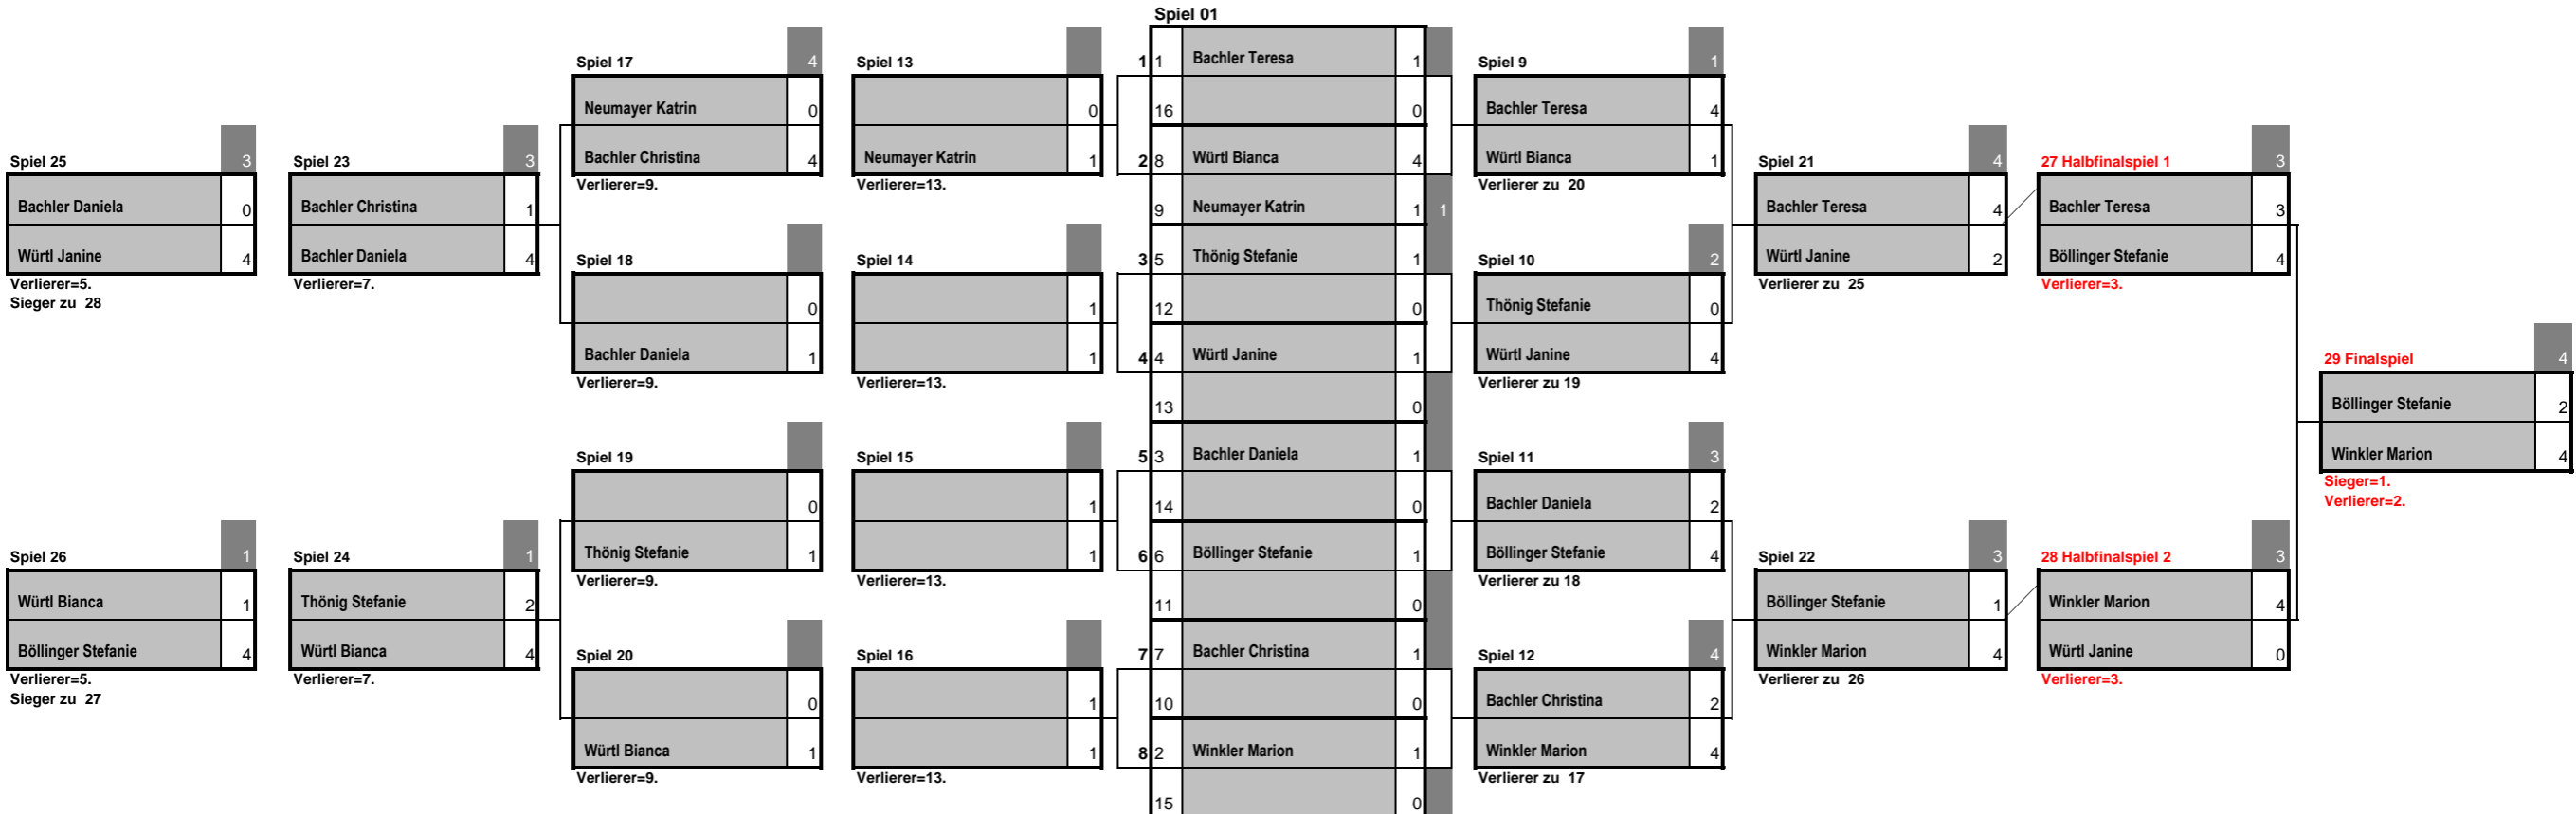 Spiel 25 3
Bachler Daniela 0
Würtl Janine 4
Verlierer=5.
Sieger zu 28
Spiel 26 1
Würtl Bianca 1
Böllinger Stefanie 4
Verlierer=5.
Sieger zu 27
Spiel 23 3
Bachler Christina 1
Bachler Daniela 4
Verlierer=7.
Spiel 24 1
Thönig Stefanie 2
Würtl Bianca 4
Verlierer=7.
Spiel 17 4
Neumayer Katrin 0
Bachler Christina 4
Verlierer=9.
Spiel 18
0
Bachler Daniela 1
Verlierer=9.
Spiel 19
0
Thönig Stefanie 1
Verlierer=9.
Spiel 20
0
Würtl Bianca 1
Verlierer=9.
Spiel 13
0
Neumayer Katrin 1
Verlierer=13.
Spiel 14
1
1
Verlierer=13.
Spiel 15
1
1
Verlierer=13.
Spiel 16
1
1
Verlierer=13.
Spiel 01
1 1 Bachler Teresa 1
16 0
2 8 Würtl Bianca 4
9 Neumayer Katrin 1 1
3 5 Thönig Stefanie 1
12 0
4 4 Würtl Janine 1
13 0
5 3 Bachler Daniela 1
14 0
6 6 Böllinger Stefanie 1
11 0
7 7 Bachler Christina 1
10 0
8 2 Winkler Marion 1
15 0
Spiel 9 1
Bachler Teresa 4
Würtl Bianca 1
Verlierer zu 20
Spiel 10 2
Thönig Stefanie 0
Würtl Janine 4
Verlierer zu 19
Spiel 11 3
Bachler Daniela 2
Böllinger Stefanie 4
Verlierer zu 18
Spiel 12 4
Bachler Christina 2
Winkler Marion 4
Verlierer zu 17
Spiel 21 4
Bachler Teresa 4
Würtl Janine 2
Verlierer zu 25
Spiel 22 3
Böllinger Stefanie 1
Winkler Marion 4
Verlierer zu 26
27 Halbfinalspiel 1 3
Bachler Teresa 3
Böllinger Stefanie 4
Verlierer=3.
28 Halbfinalspiel 2 3
Winkler Marion 4
Würtl Janine 0
Verlierer=3.
29 Finalspiel 4
Böllinger Stefanie 2
Winkler Marion 4
Sieger=1.
Verlierer=2.